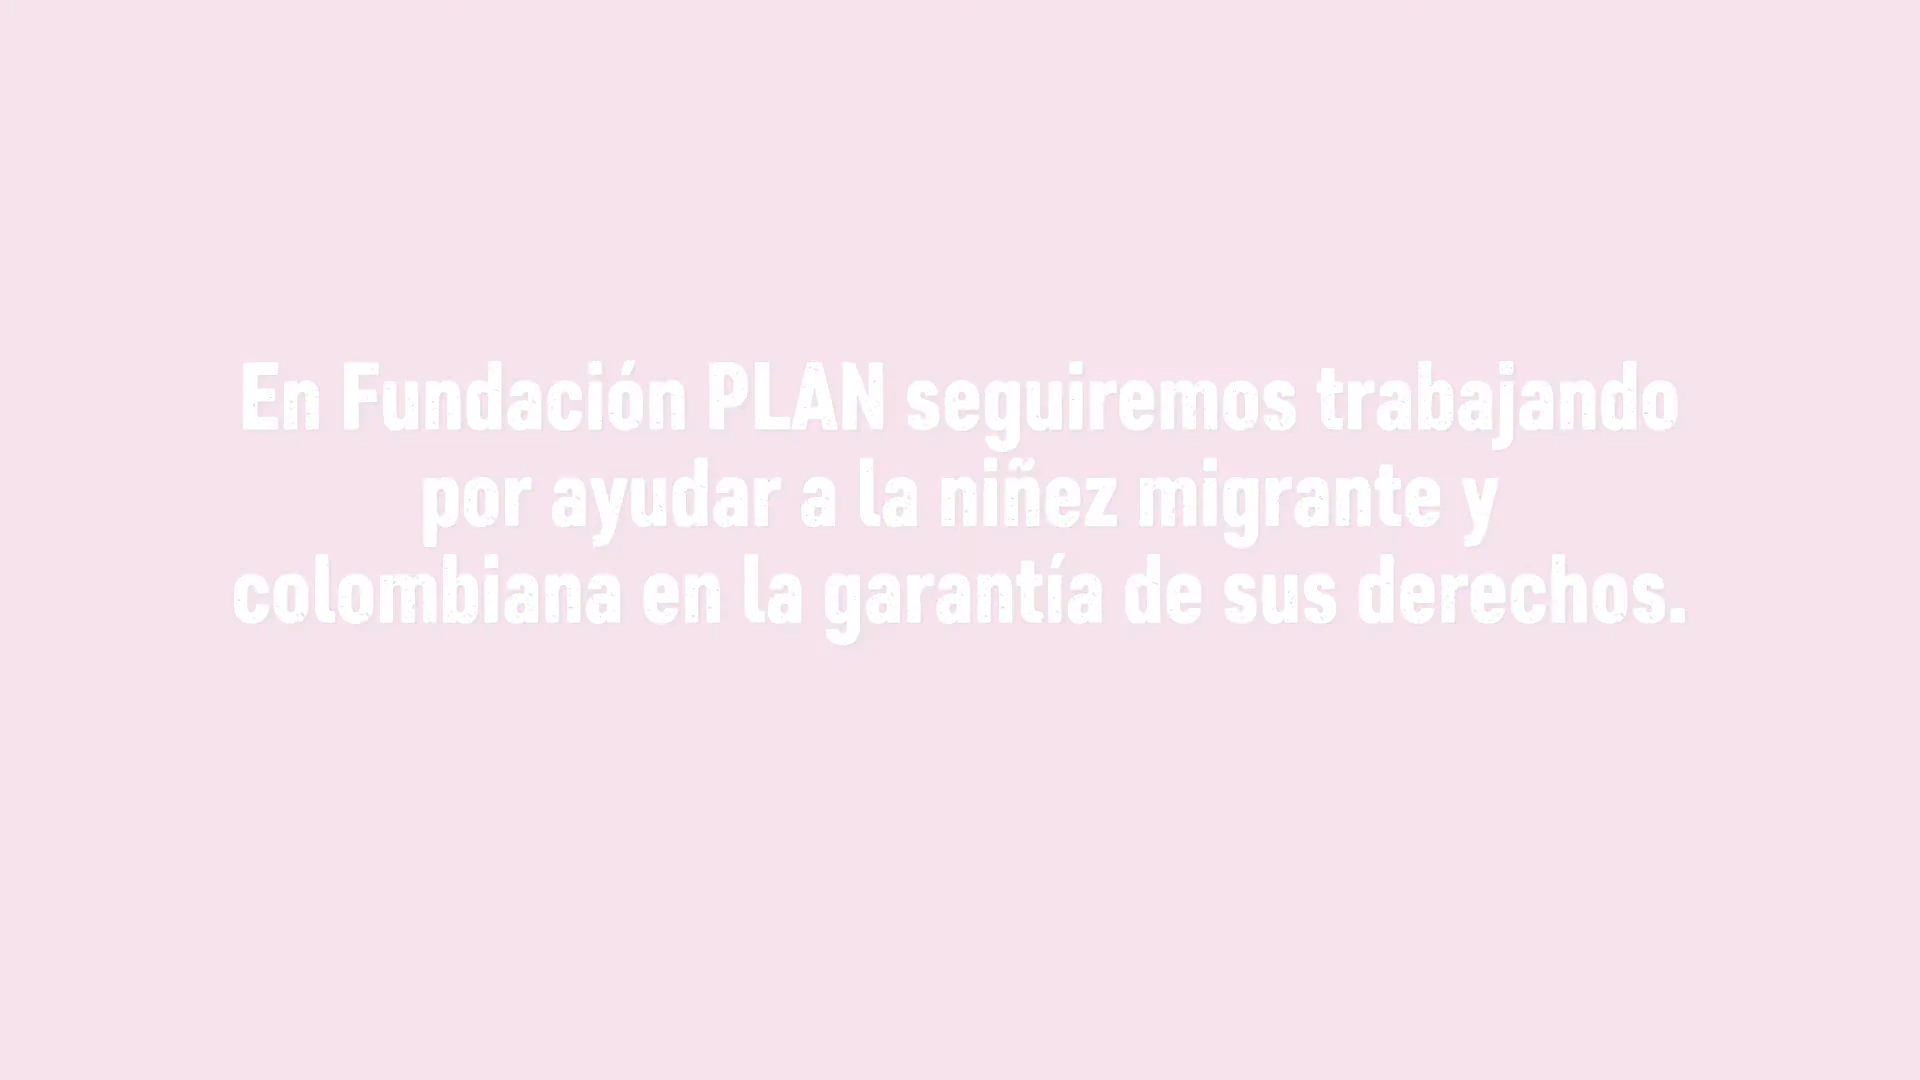 En Fundación PLAN seguiremos trabajando
por ayudar a la niñez migrante y
colombiana en la garantía de sus derechos.